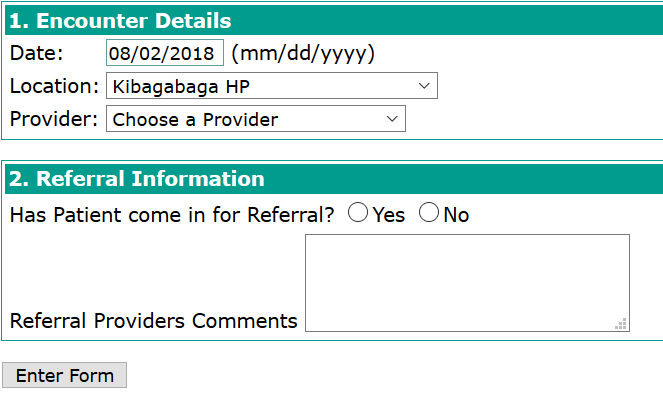 1. Encounter Details
Date: 08/02/2018 (mm/dd/yyyy)
Location: Kibagabaga HP
Provider: Choose a Provider
2. Referral Information
Has Patient come in for Referral? Yes No
Referral Providers Comments
Enter Form